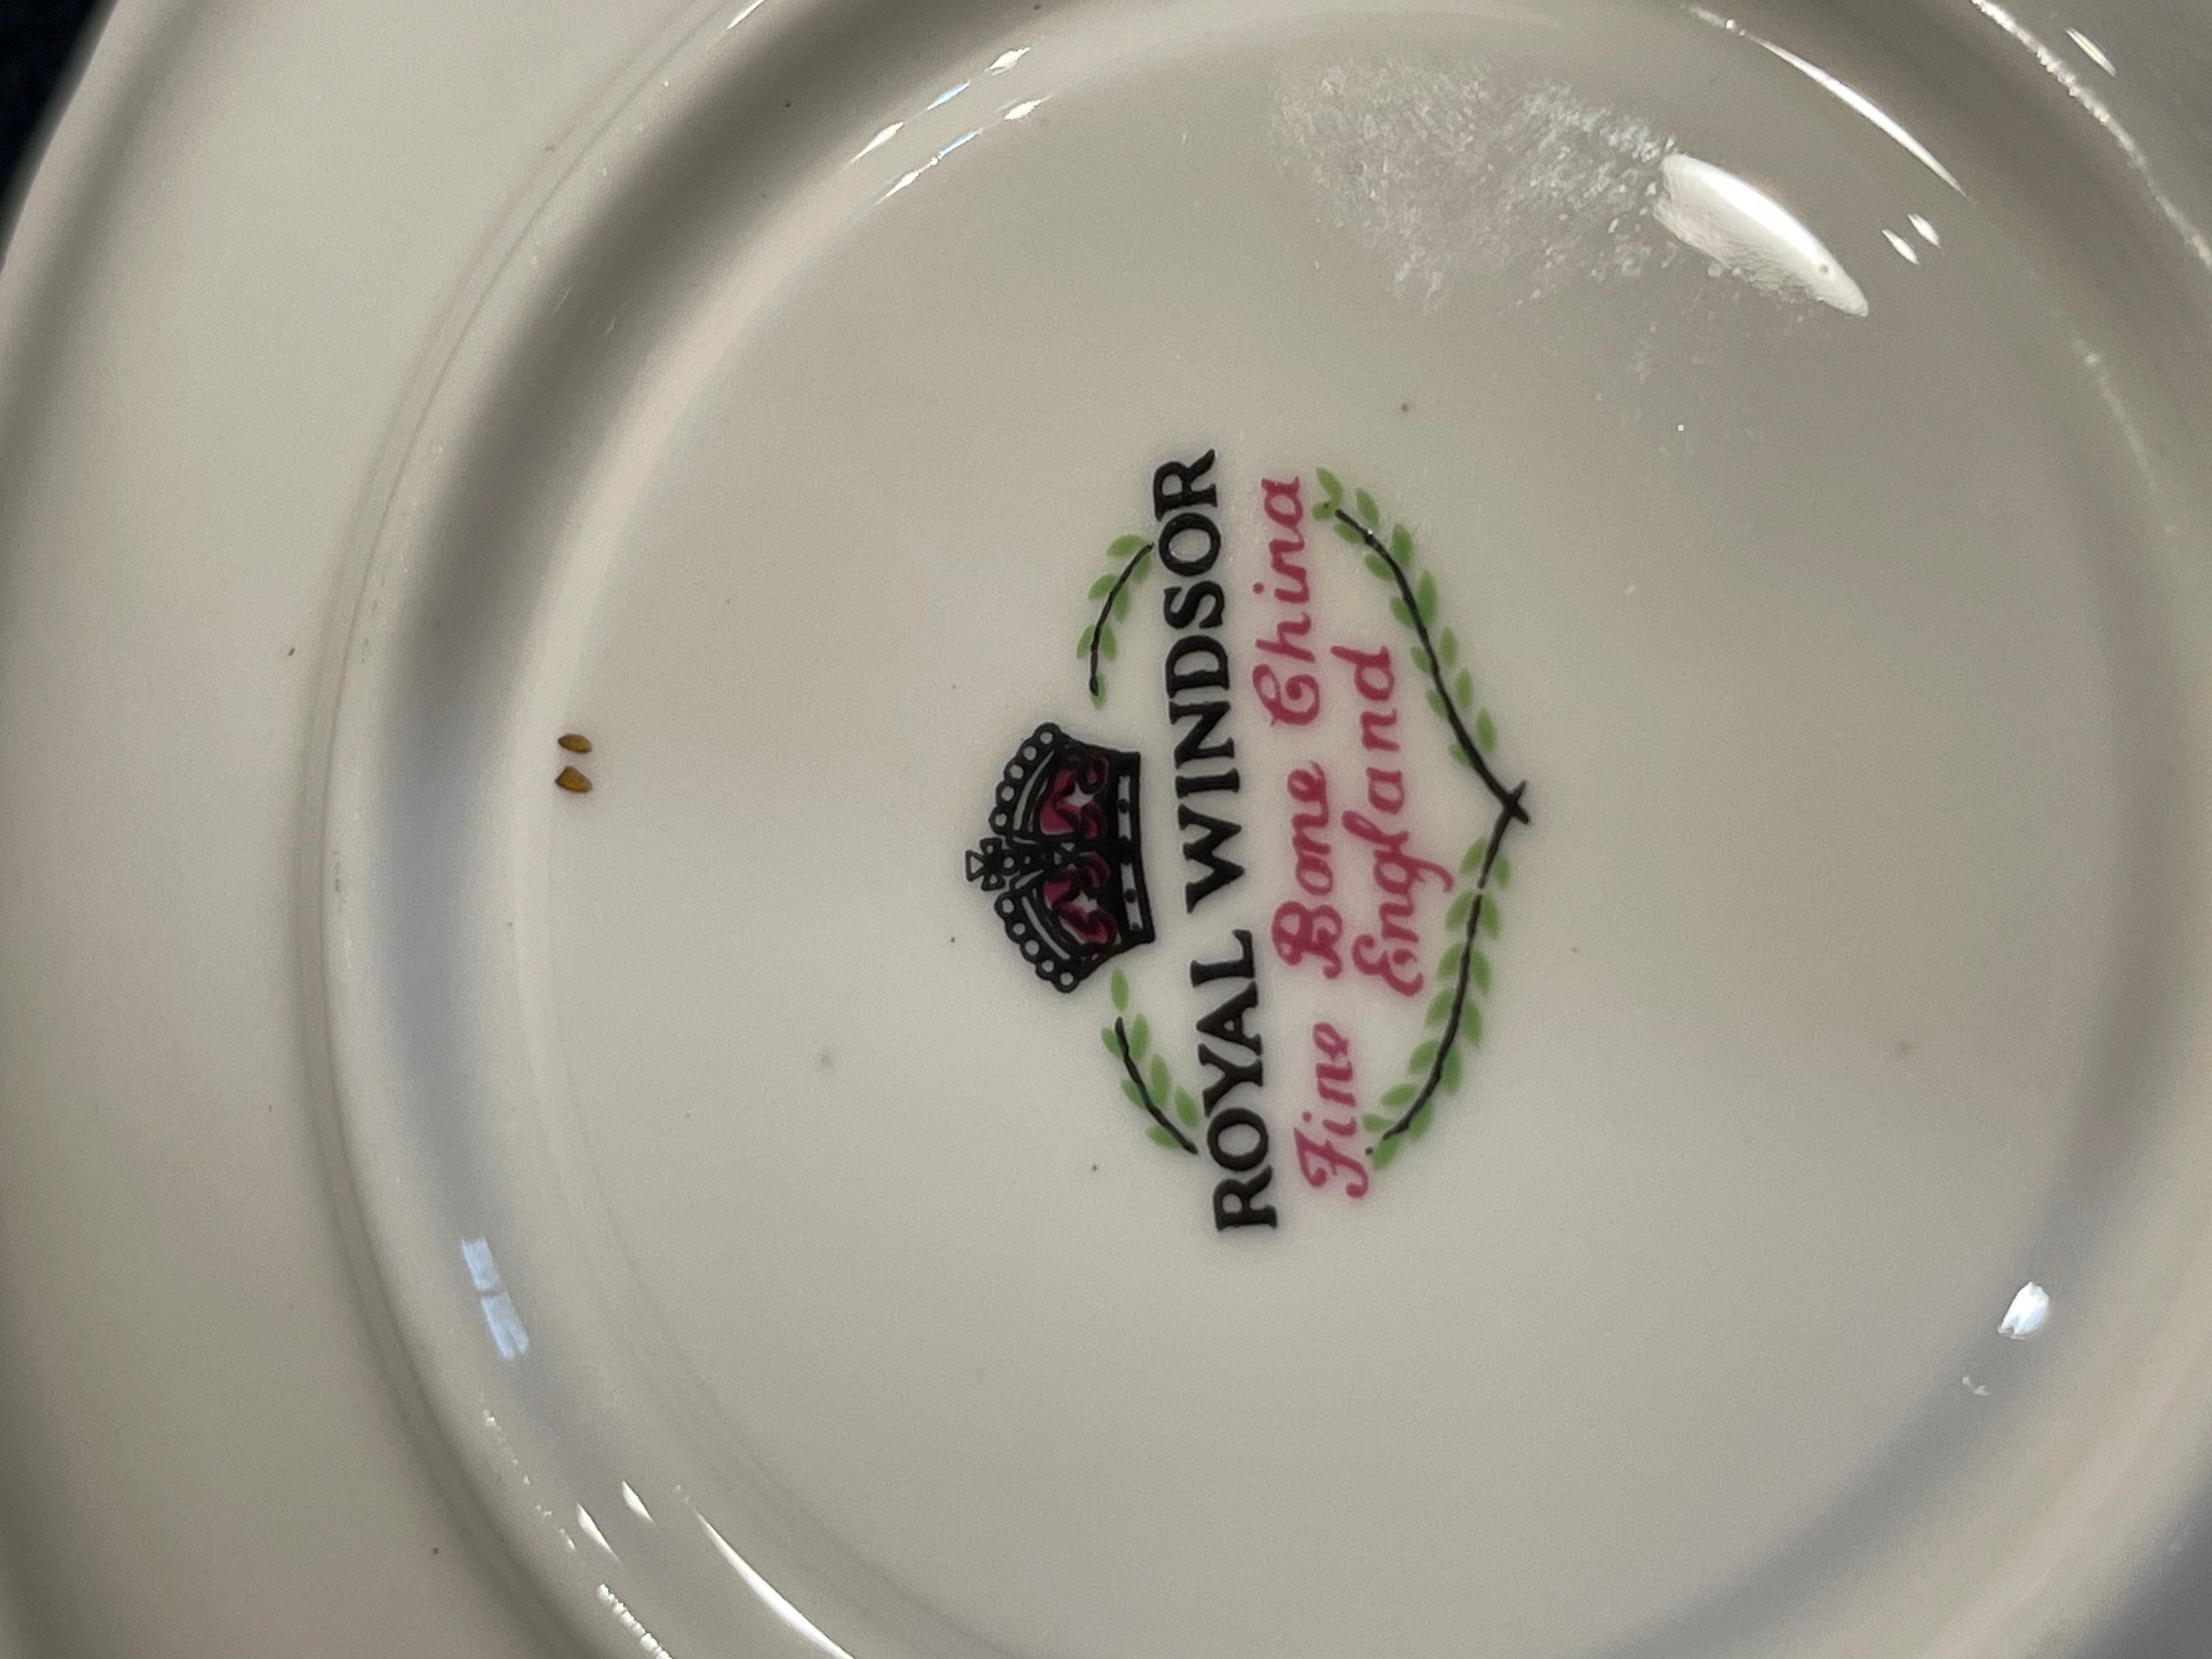 ROYAL WINDSOR
Fine Bone China
England